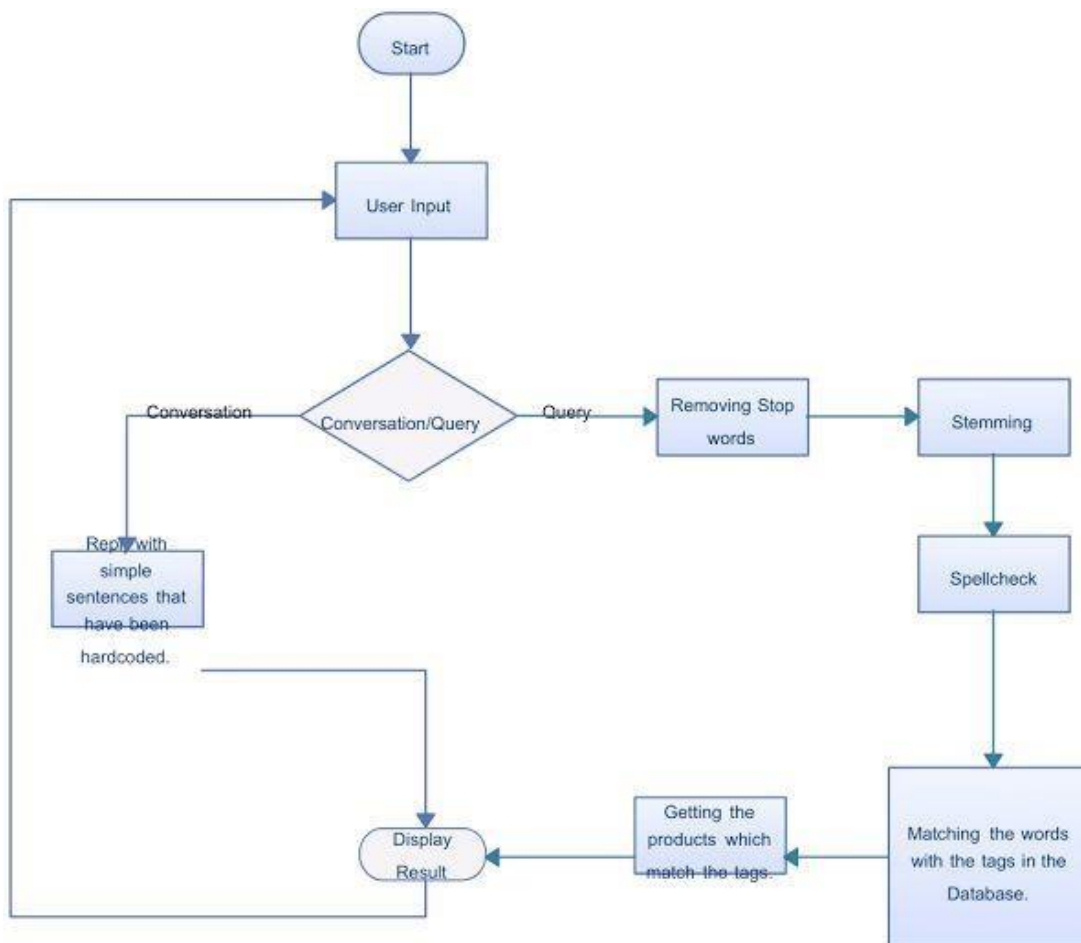 Start
User Input
Conversation
Conversation/Query
Query
Removing Stop
words
Stemming
Spellcheck
Reply with
simple
sentences that
have been
hardcoded.
Matching the words
with the tags in the
Database.
Getting the
products which
match the tags.
Display
Result